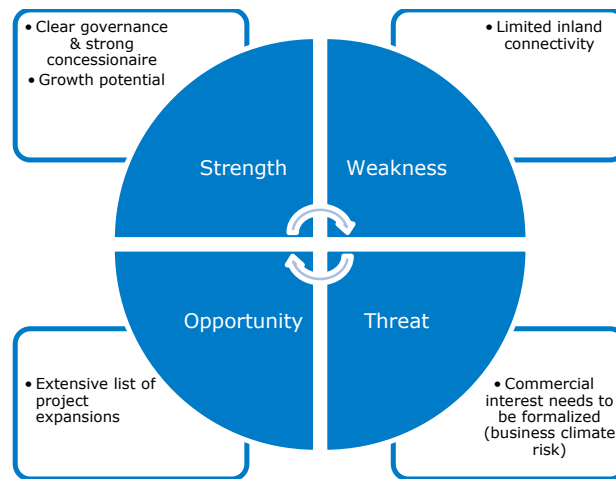 • Clear governance
& strong
concessionaire
• Growth potential
• Limited inland
connectivity
Strength
Weakness
Opportunity
Threat
• Extensive list of
project
expansions
• Commercial
interest needs to
be formalized
(business climate
risk)